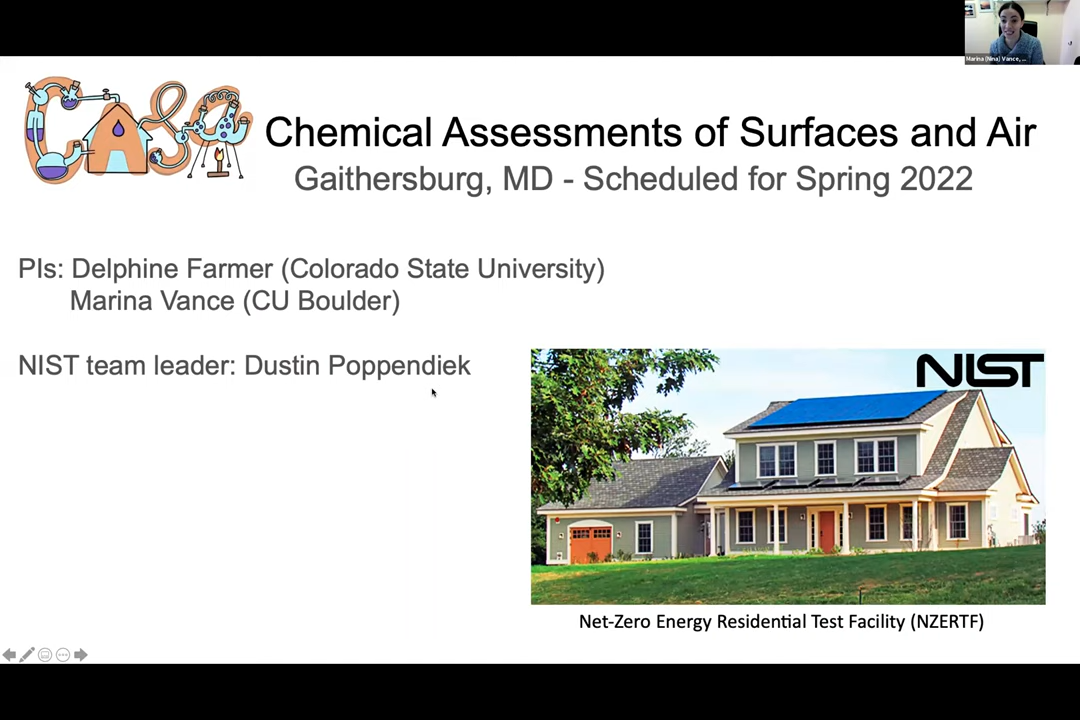 Marina (Nina) Vance, ...
CASA
Chemical Assessments of Surfaces and Air
Gaithersburg, MD - Scheduled for Spring 2022
PIs: Delphine Farmer (Colorado State University)
Marina Vance (CU Boulder)
NIST team leader: Dustin Poppendiek
NIST
Net-Zero Energy Residential Test Facility (NZERTF)